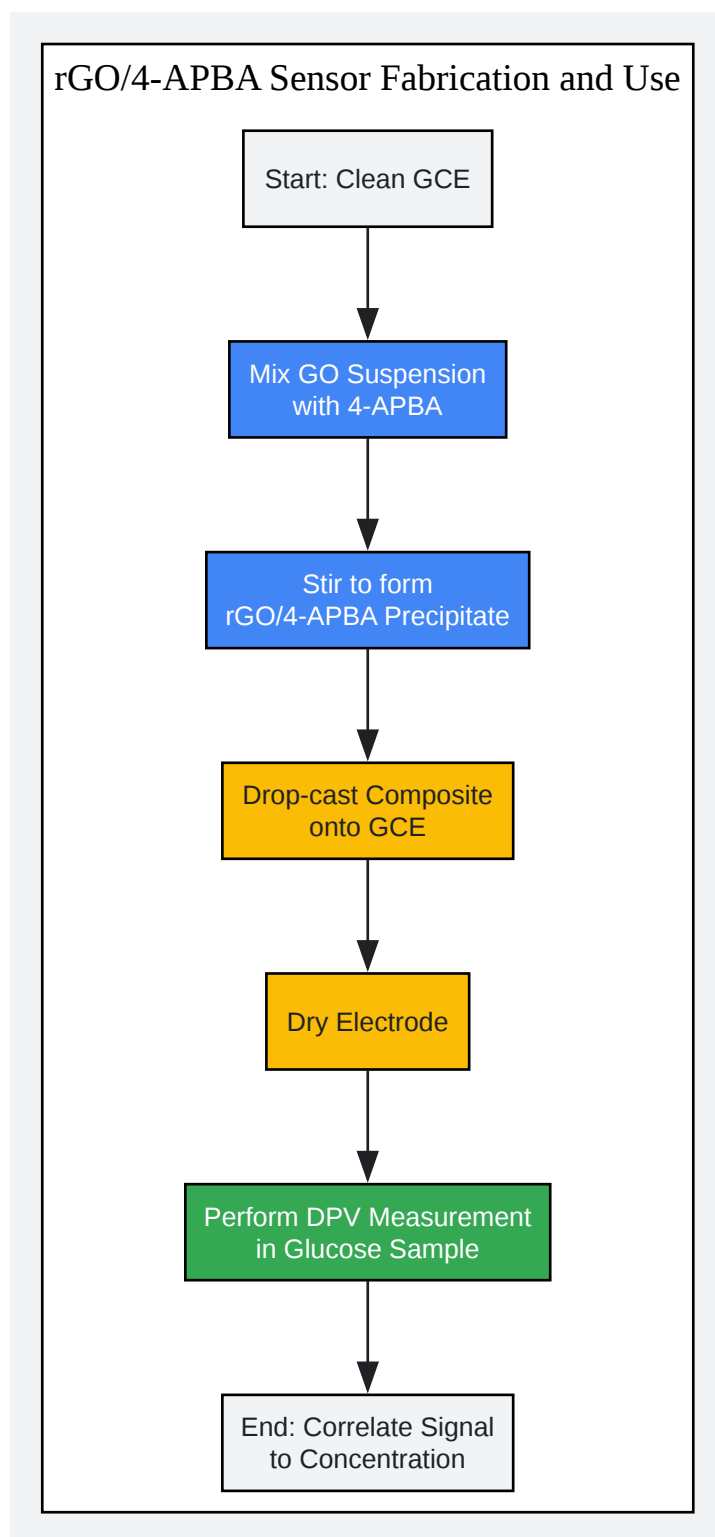 rGO/4-APBA Sensor Fabrication and Use
Start: Clean GCE
Mix GO Suspension
with 4-APBA
Stir to form
rGO/4-APBA Precipitate
Drop-cast Composite
onto GCE
Dry Electrode
Perform DPV Measurement
in Glucose Sample
End: Correlate Signal
to Concentration